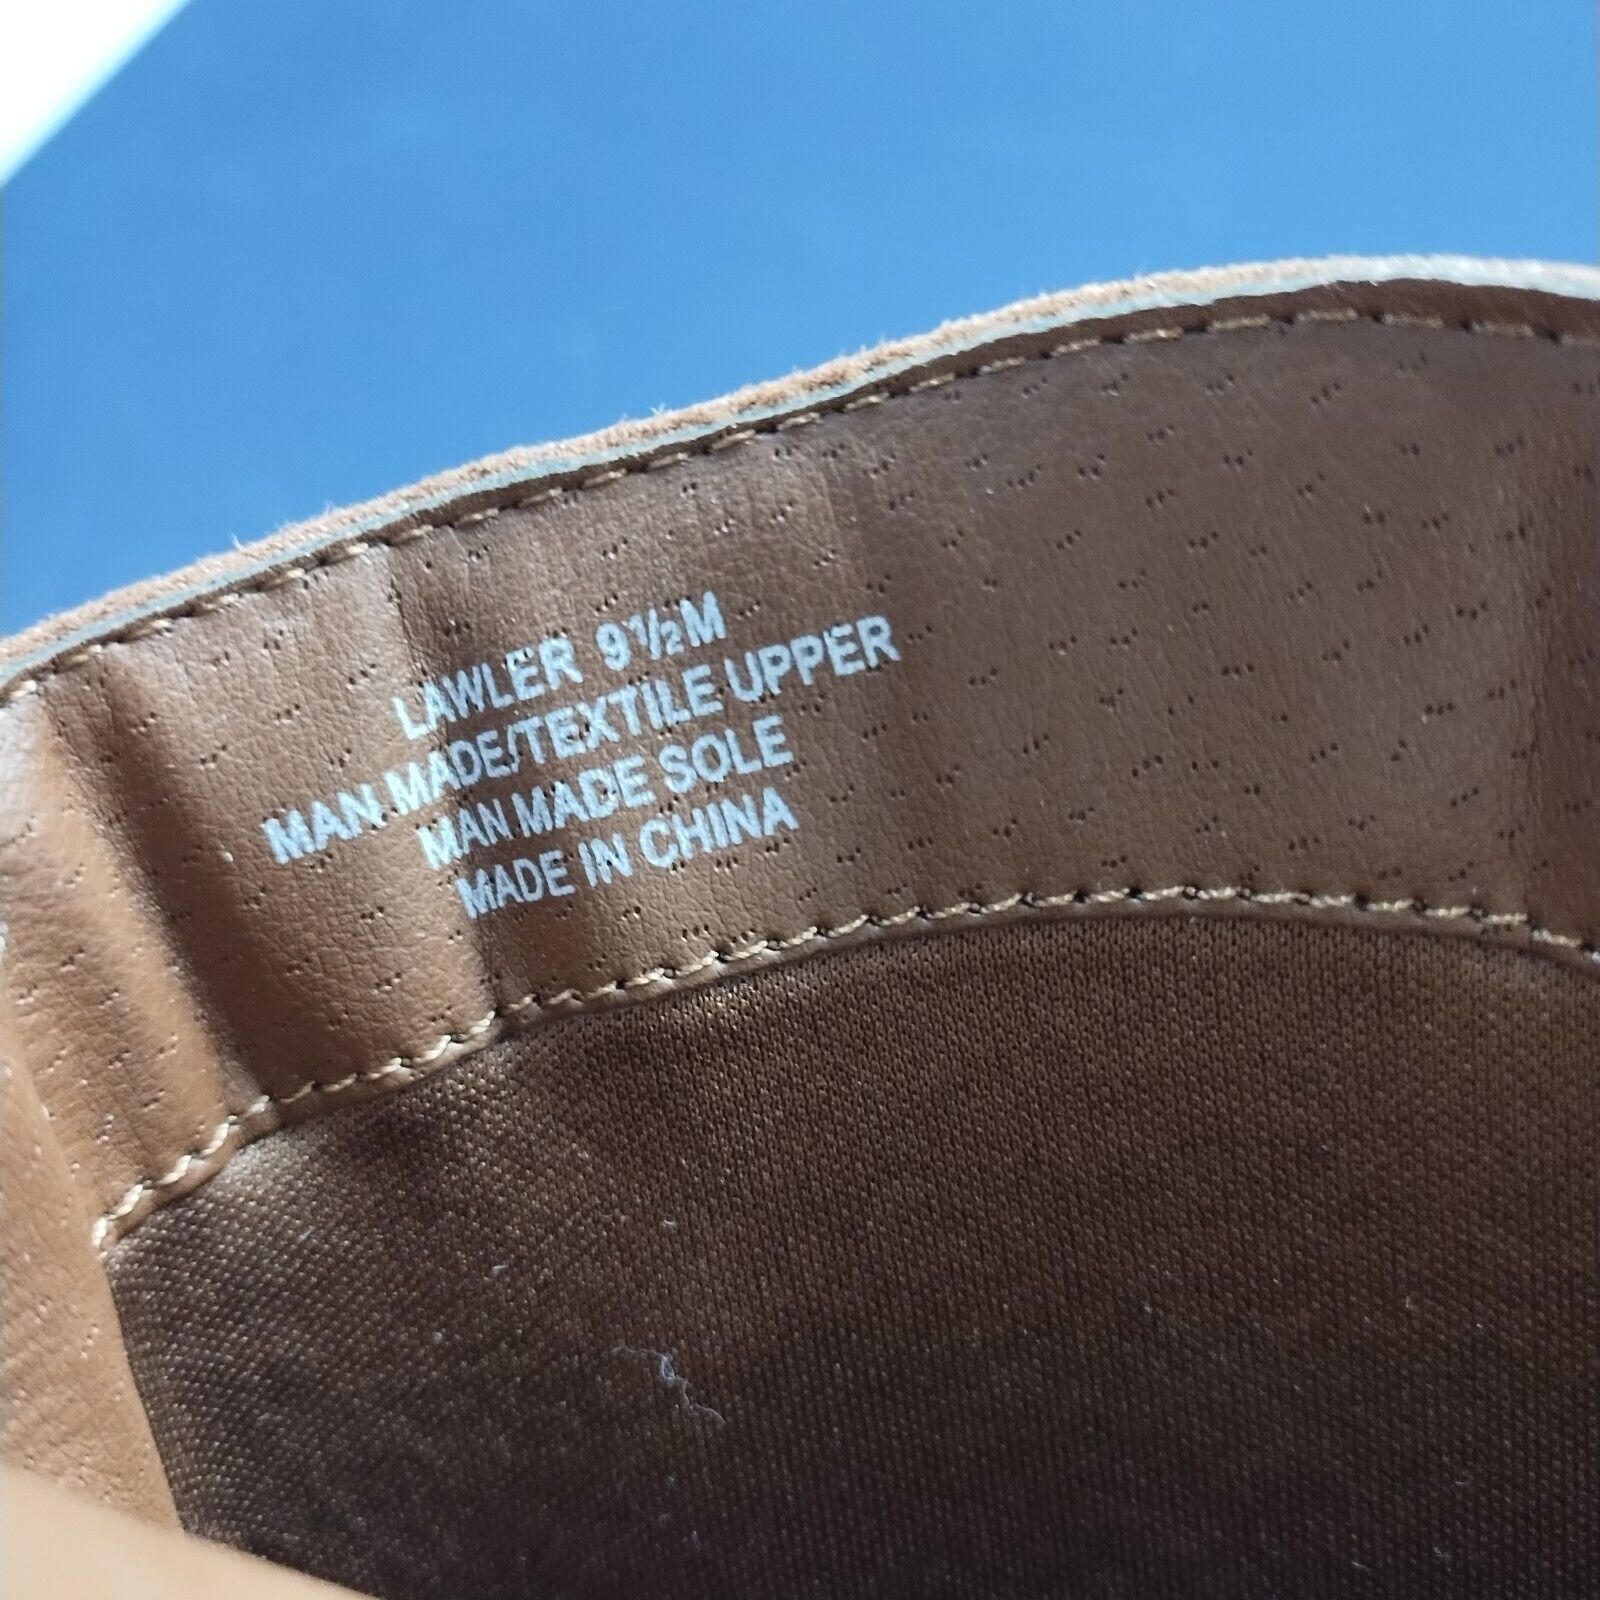 LAWLER 9½M
MAN MADE/TEXTILE UPPER
MAN MADE SOLE
MADE IN CHINA